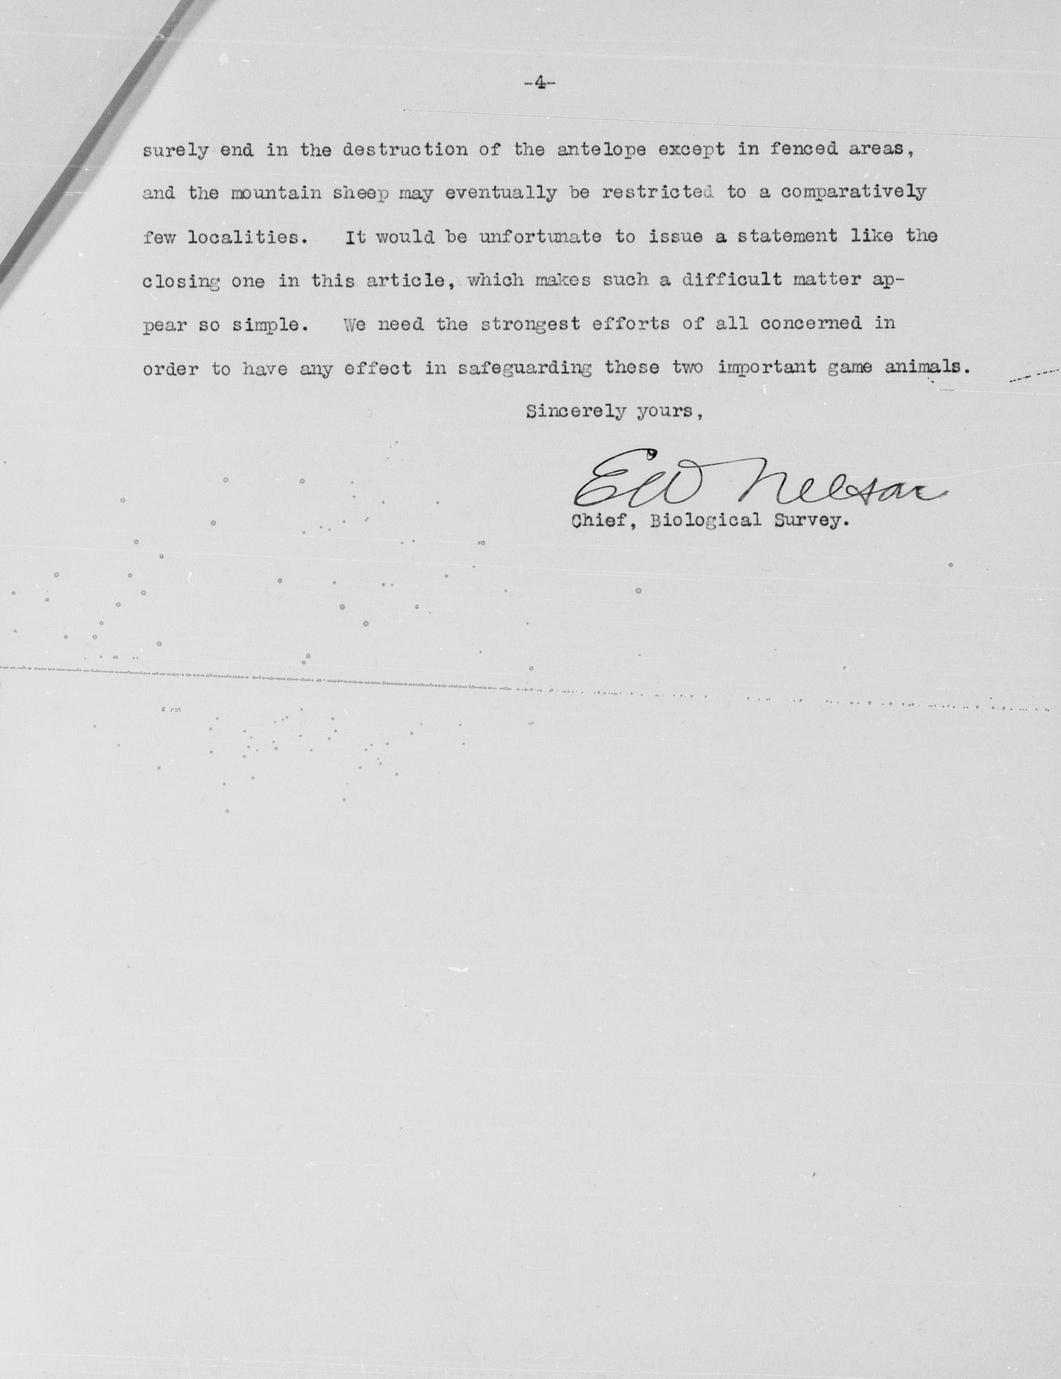 -4-
surely end in the destruction of the antelope except in fenced areas,
and the mountain sheep may eventually be restricted to a comparatively
few localities. It would be unfortunate to issue a statement like the
closing one in this article, which makes such a difficult matter ap-
pear so simple. We need the strongest efforts of all concerned in
order to have any effect in safeguarding these two important game animals.
Sincerely yours,
EW Nelson
Chief, Biological Survey.